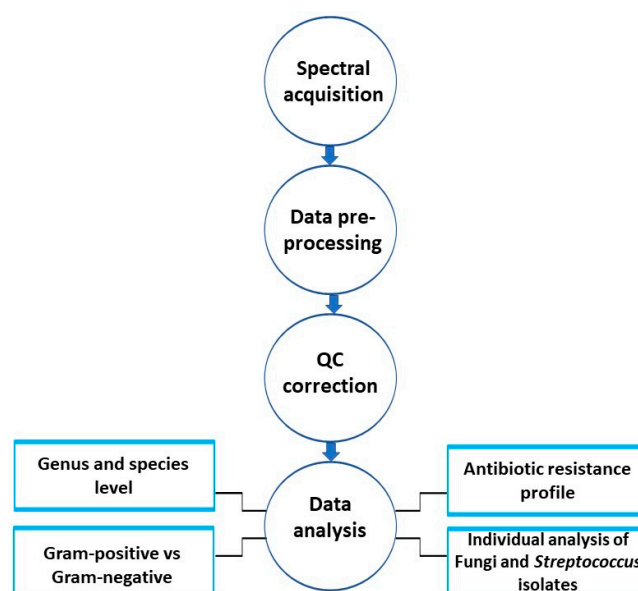 Spectral
acquisition
Data pre-
processing
QC
correction
Data
analysis
Genus and species
level
Gram-positive vs
Gram-negative
Antibiotic resistance
profile
Individual analysis of
Fungi and Streptococcus
isolates